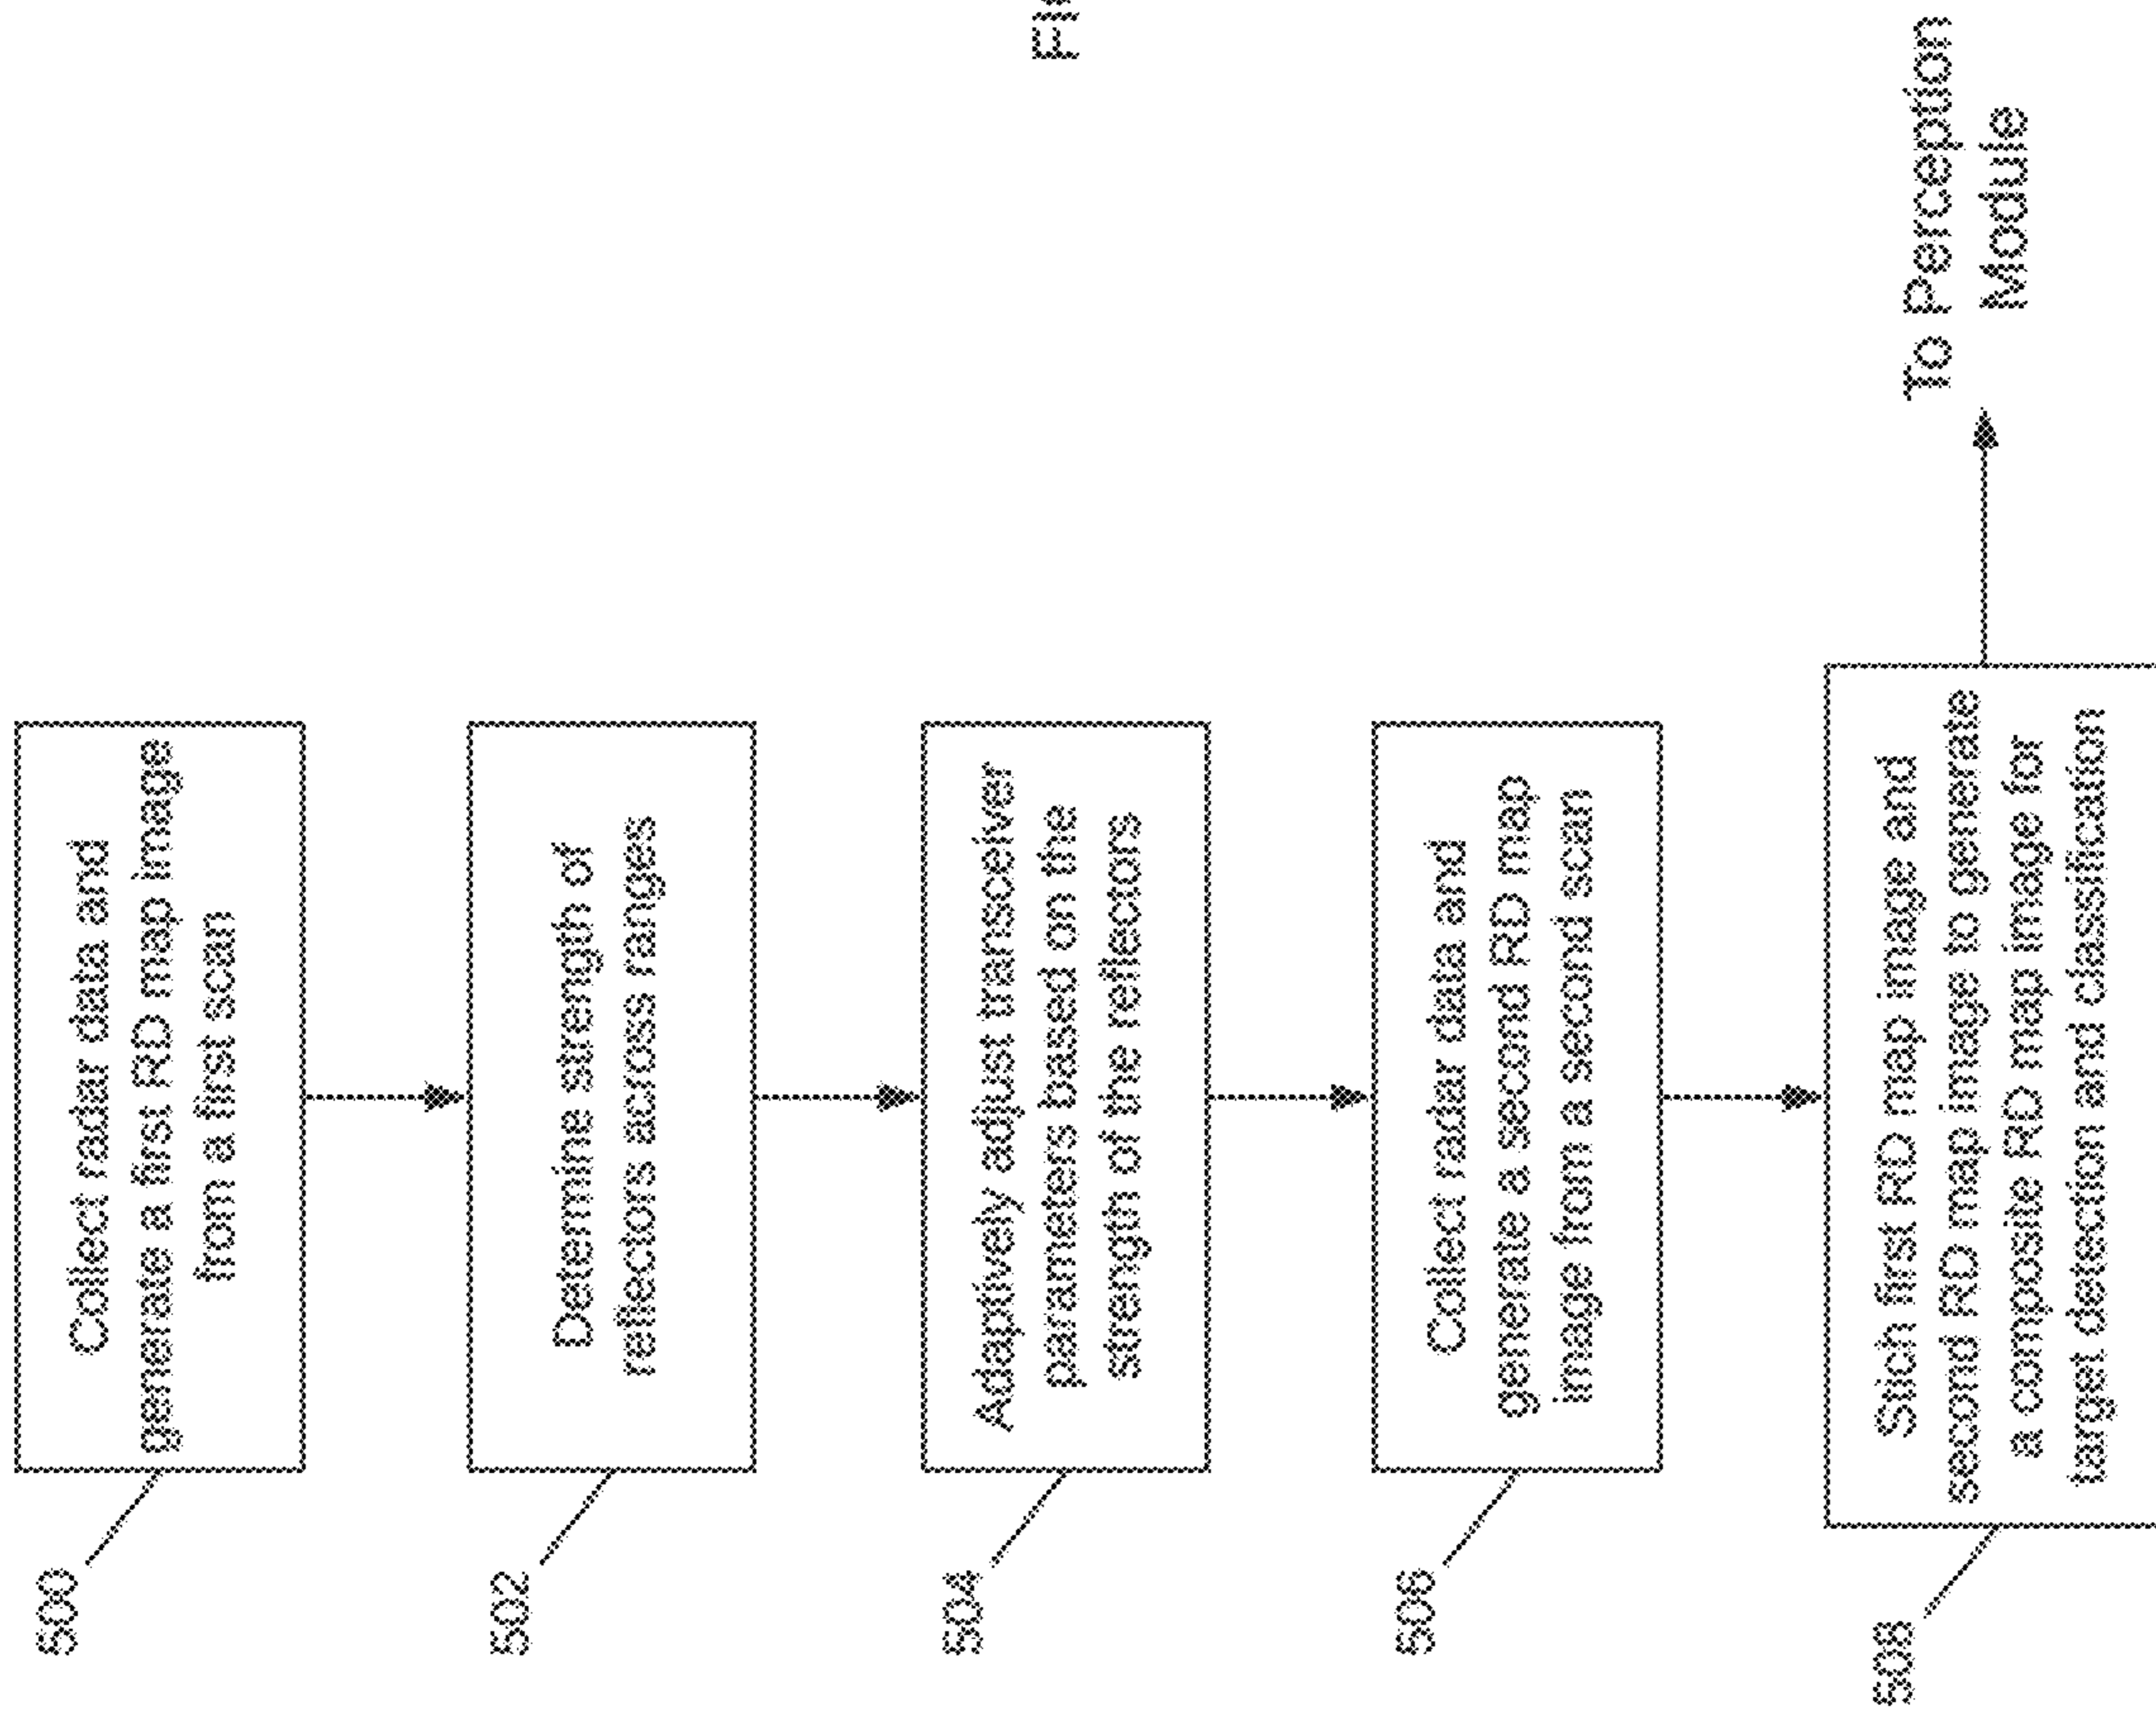 500
Collect radar data and
generate a first RD map image
from a first scan
502
Determine strength of
reflectors across ranges
504
Adaptively adjust transceiver
parameters based on the
strength of the reflectors
506
Collect radar data and
generate a second RD map
image from a second scan
508
Stich first RD map image and
second RD map image to generate
a composite RD map image for
target detection and classification
To Perception
Module